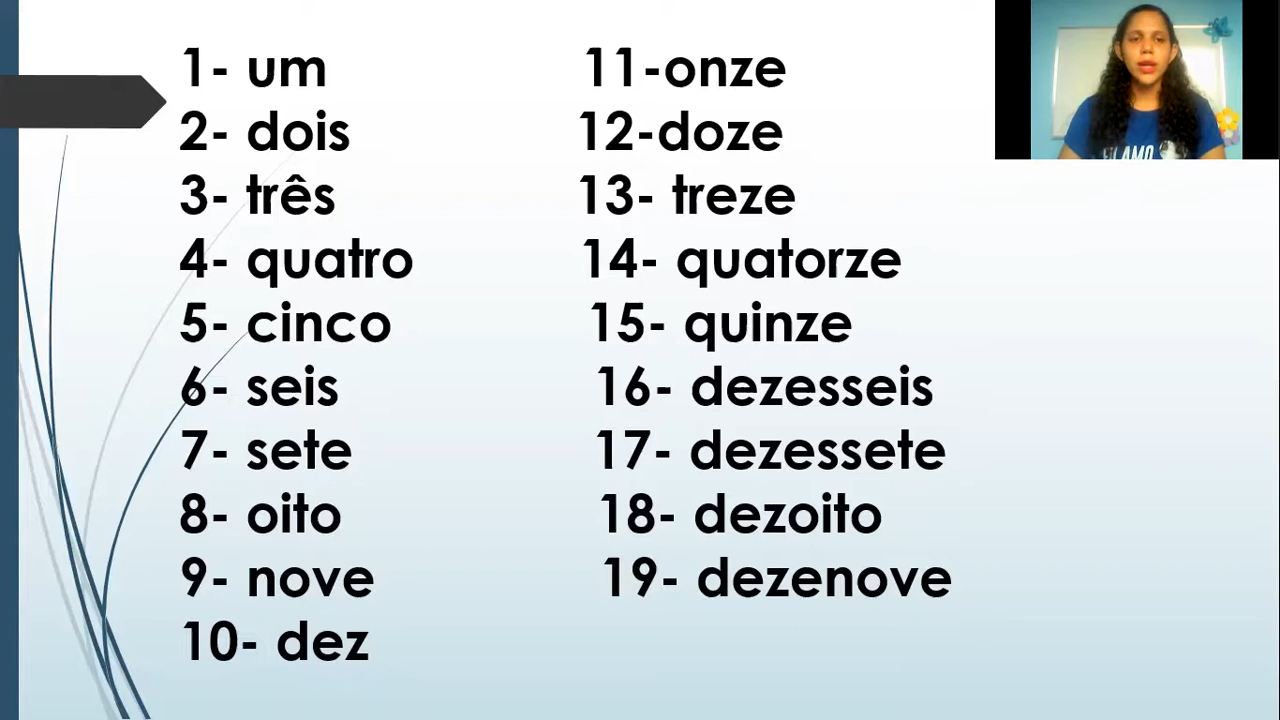 1- um
2- dois
3- três
4- quatro
5- cinco
6- seis
7- sete
8- oito
9- nove
10- dez
11-onze
12-doze
13- treze
14- quatorze
15- quinze
16- dezesseis
17- dezessete
18- dezoito
19- dezenove